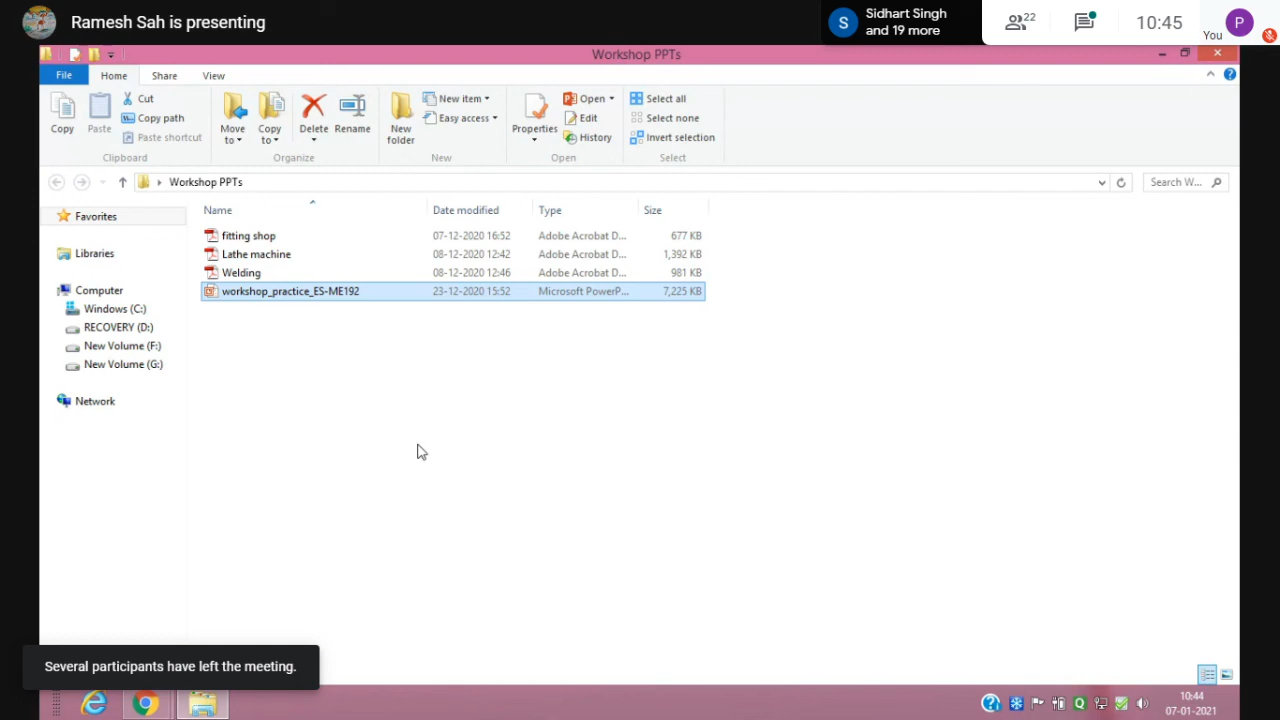 Ramesh Sah is presenting
S
Sidhart Singh
and 19 more
22
10:45
You
P
Workshop PPTs
File
Home
Share
View
Copy
Paste
Cut
Copy path
Paste shortcut
Clipboard
Move to
Copy to
Delete
Rename
Organize
New folder
New item
Easy access
New
Properties
Open
Edit
History
Open
Select all
Select none
Invert selection
Select
Workshop PPTs
Search W...
Favorites
Libraries
Computer
Windows (C:)
RECOVERY (D:)
New Volume (F:)
New Volume (G:)
Network
Name Date modified Type Size
fitting shop 07-12-2020 16:52 Adobe Acrobat D... 677 KB
Lathe machine 08-12-2020 12:42 Adobe Acrobat D... 1,392 KB
Welding 08-12-2020 12:46 Adobe Acrobat D... 981 KB
workshop_practice_ES-ME192 23-12-2020 15:52 Microsoft PowerP... 7,225 KB
Several participants have left the meeting.
10:44
07-01-2021